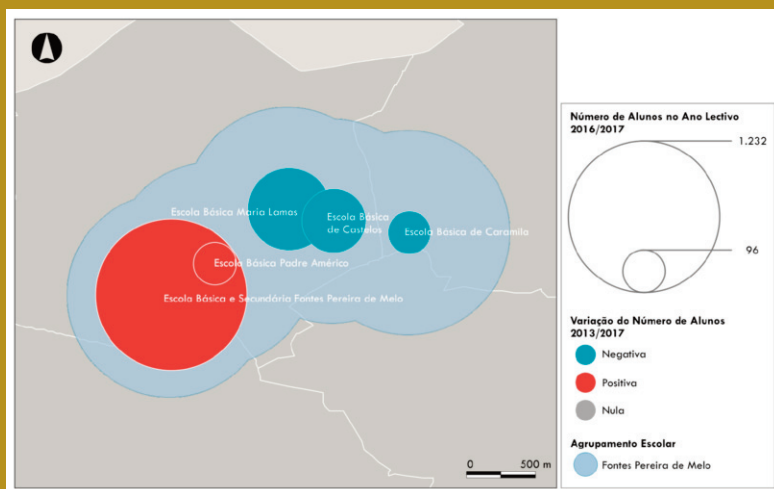 Escola Básica Maria Lamas
Escola Básica
de Castelos
Escola Básica de Caramila
Escola Básica Padre Américo
Escola Básica e Secundária Fontes Pereira de Melo
0 500 m
Número de Alunos no Ano Lectivo
2016/2017
1.232
96
Variação do Número de Alunos
2013/2017
Negativa
Positiva
Nula
Agrupamento Escolar
Fontes Pereira de Melo